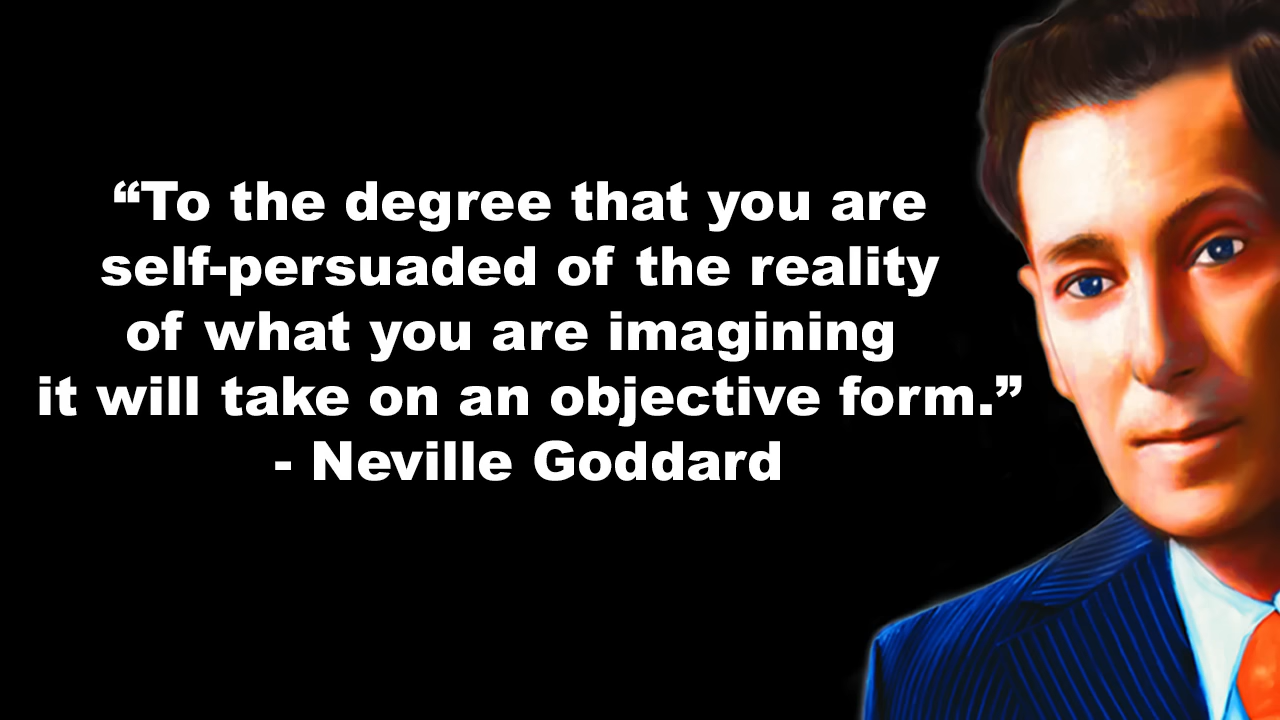 “To the degree that you are
self-persuaded of the reality
of what you are imagining
it will take on an objective form.”
- Neville Goddard